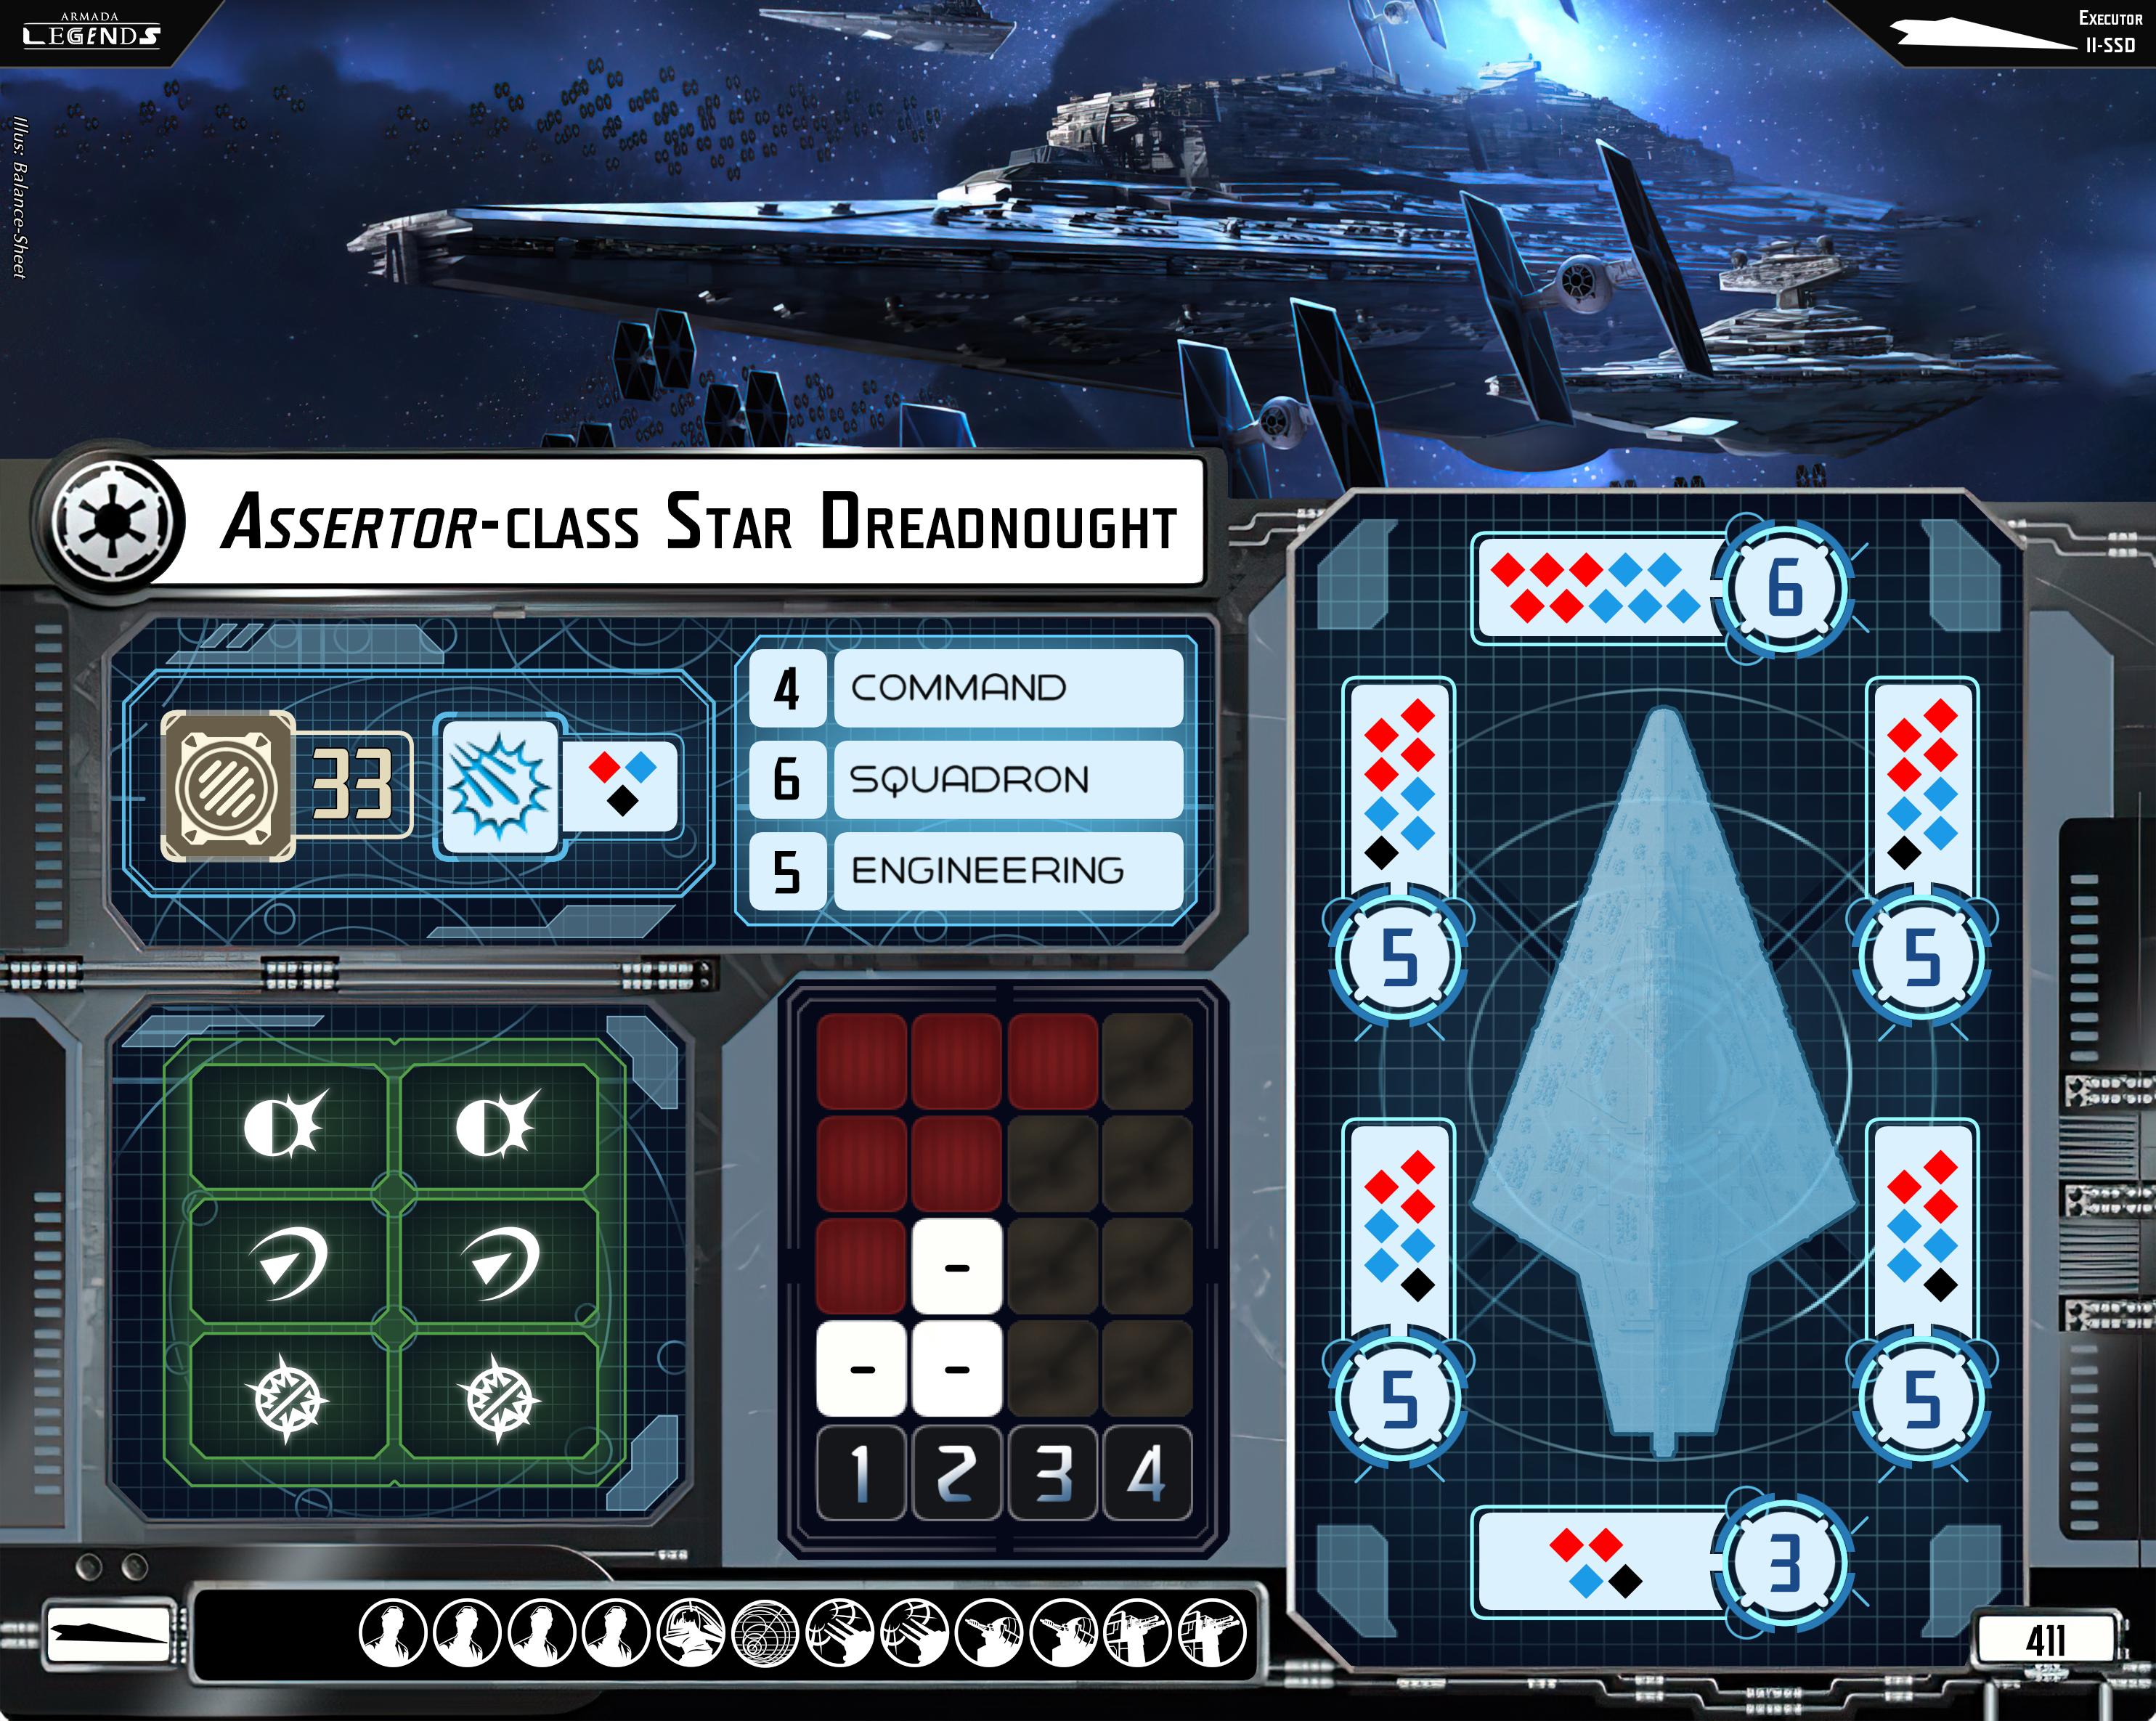 ARMADA
LEGENDS
EXECUTOR
II-SSD
Illus: Balance-Sheet
ASSERTOR-CLASS STAR DREADNOUGHT
6
33
4 COMMAND
6 SQUADRON
5 ENGINEERING
5 5
-
- -
1 2 3 4
5 5
3
411